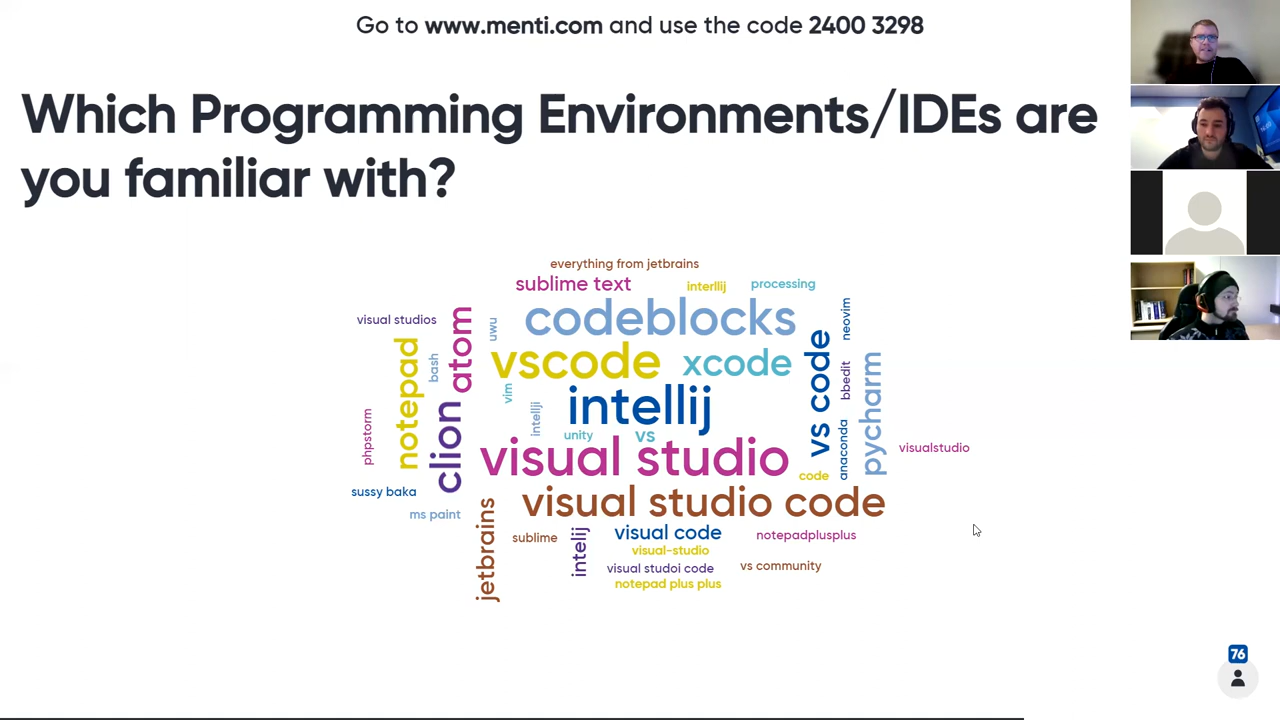 Go to www.menti.com and use the code 2400 3298
Which Programming Environments/IDEs are
you familiar with?
everything from jetbrains
sublime text
interllij
processing
visual studios
atom
uwu
codeblocks
neovim
notepad
bash
vscode
xcode
vs code
bbedit
pycharm
vim
intellij
phpstorm
clion
intellji
unity
vs
anaconda
visual studio
code
visualstudio
sussy baka
visual studio code
ms paint
jetbrains
sublime
intelij
visual code
notepadplusplus
visual-studio
visual studoi code
vs community
notepad plus plus
76